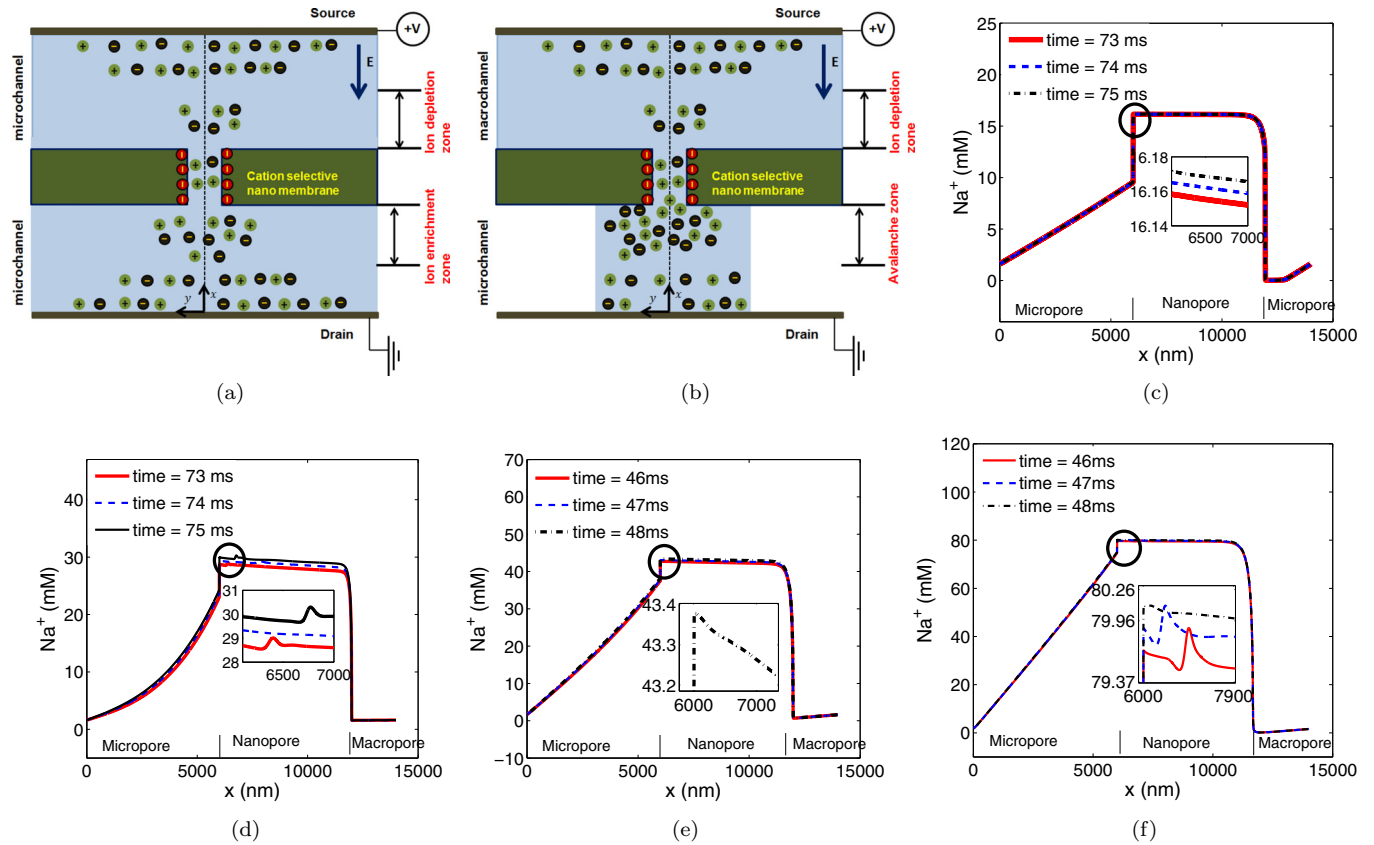 Source
+V
E
microchannel
microchannel
Ion depletion zone
Ion enrichment zone
Cation selective
nano membrane
y
x
Drain
(a)
Source
+V
E
macrochannel
microchannel
Ion depletion zone
Avalanche zone
Cation selective
nano membrane
y
x
Drain
(b)
25
20
15
10
5
0
Na+ (mM)
time = 73 ms
time = 74 ms
time = 75 ms
16.18
16.16
16.14
6500 7000
Micropore Nanopore Micropore
0 5000 10000 15000
x (nm)
(c)
40
30
20
10
0
Na+ (mM)
time = 73 ms
time = 74 ms
time = 75 ms
31
30
29
28
6500 7000
Micropore Nanopore Macropore
0 5000 10000 15000
x (nm)
(d)
70
60
50
40
30
20
10
0
−10
Na+ (mM)
time = 46ms
time = 47ms
time = 48ms
43.4
43.3
43.2
6000 7000
Micropore Nanopore Macropore
0 5000 10000 15000
x (nm)
(e)
120
100
80
60
40
20
0
Na+ (mM)
time = 46ms
time = 47ms
time = 48ms
80.26
79.96
79.37
6000 7900
Micropore Nanopore Macropore
0 5000 10000 15000
x (nm)
(f)